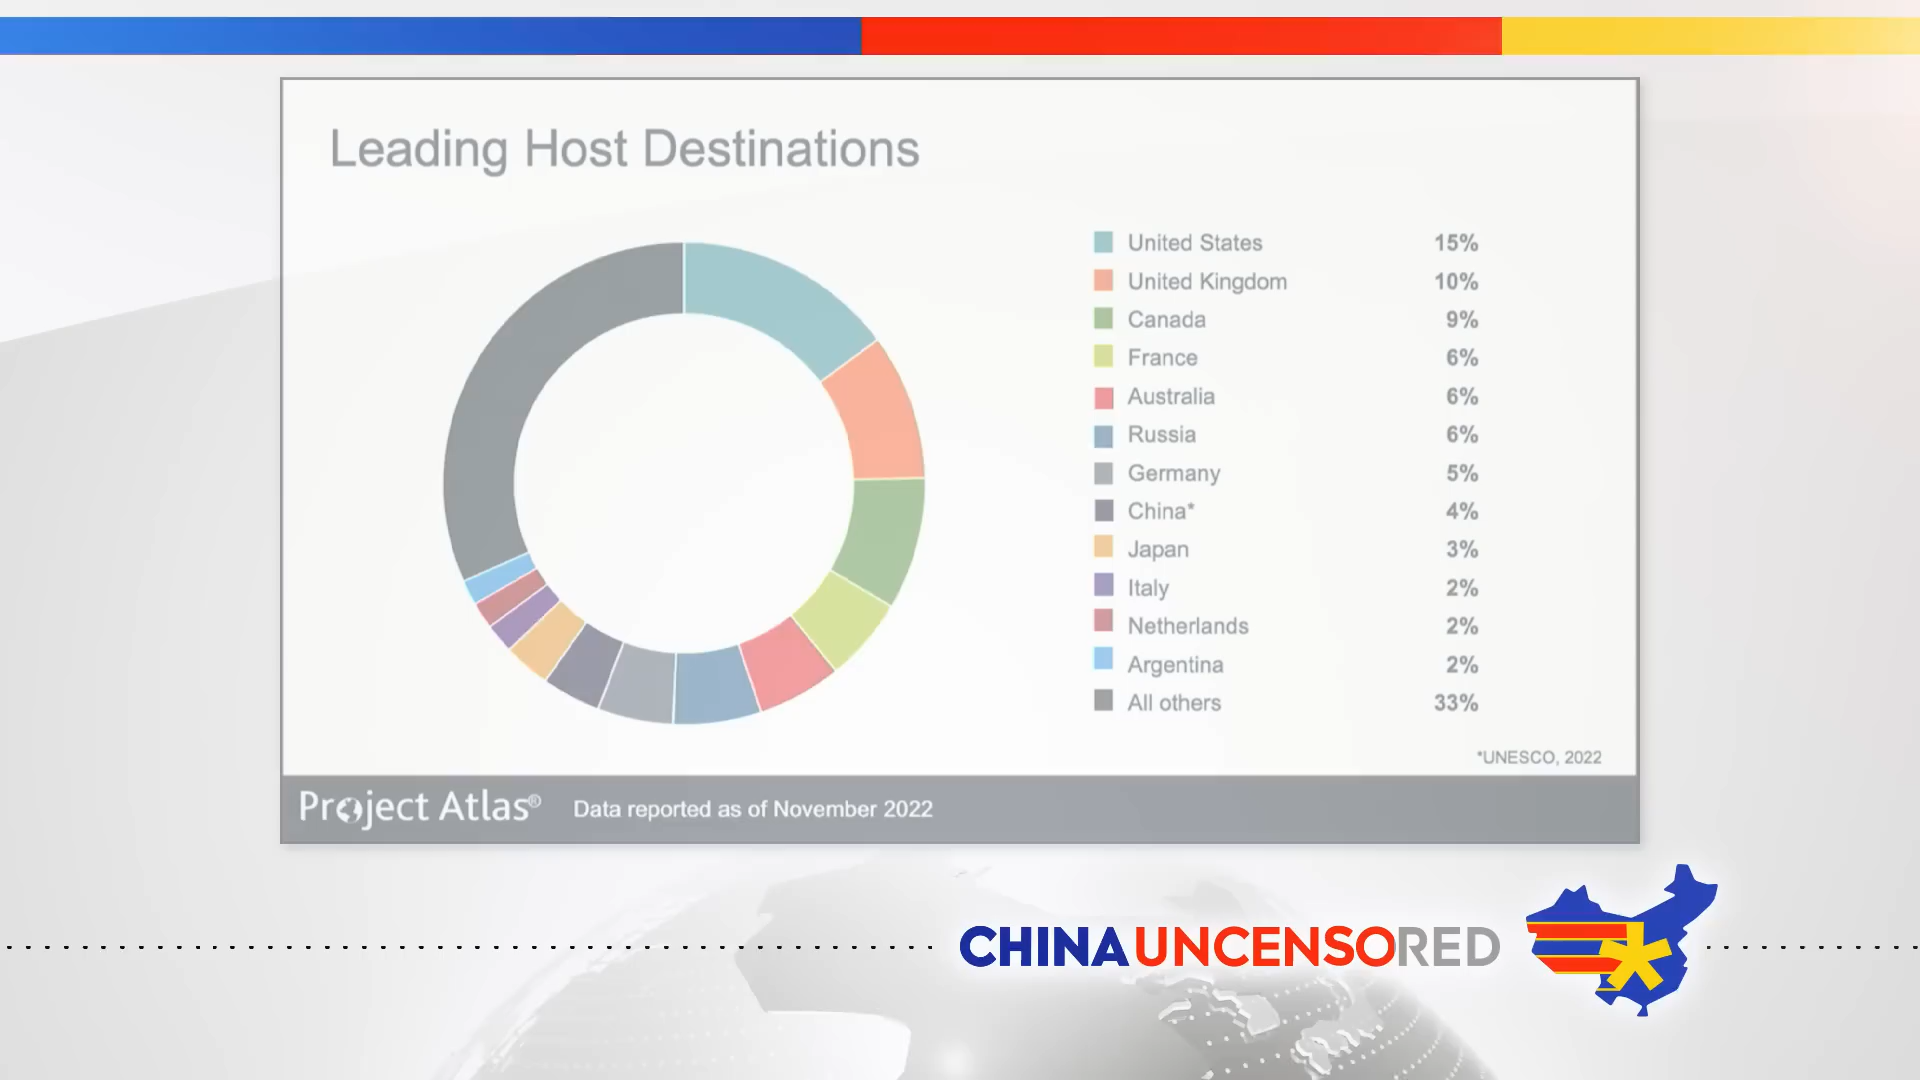 Leading Host Destinations
United States 15%
United Kingdom 10%
Canada 9%
France 6%
Australia 6%
Russia 6%
Germany 5%
China* 4%
Japan 3%
Italy 2%
Netherlands 2%
Argentina 2%
All others 33%
*UNESCO, 2022
Project Atlas® Data reported as of November 2022
CHINA UNCENSORED